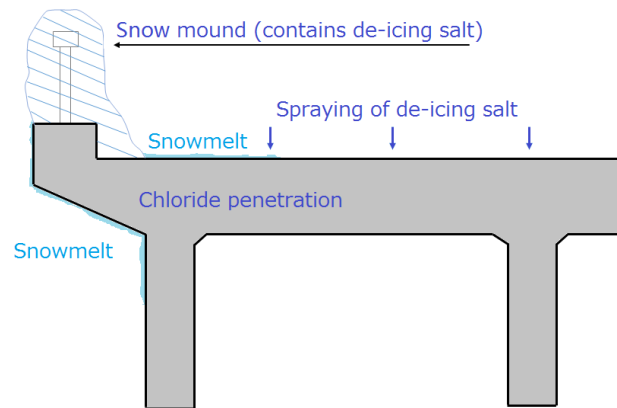 Snow mound (contains de-icing salt)
Spraying of de-icing salt
Snowmelt
Chloride penetration
Snowmelt